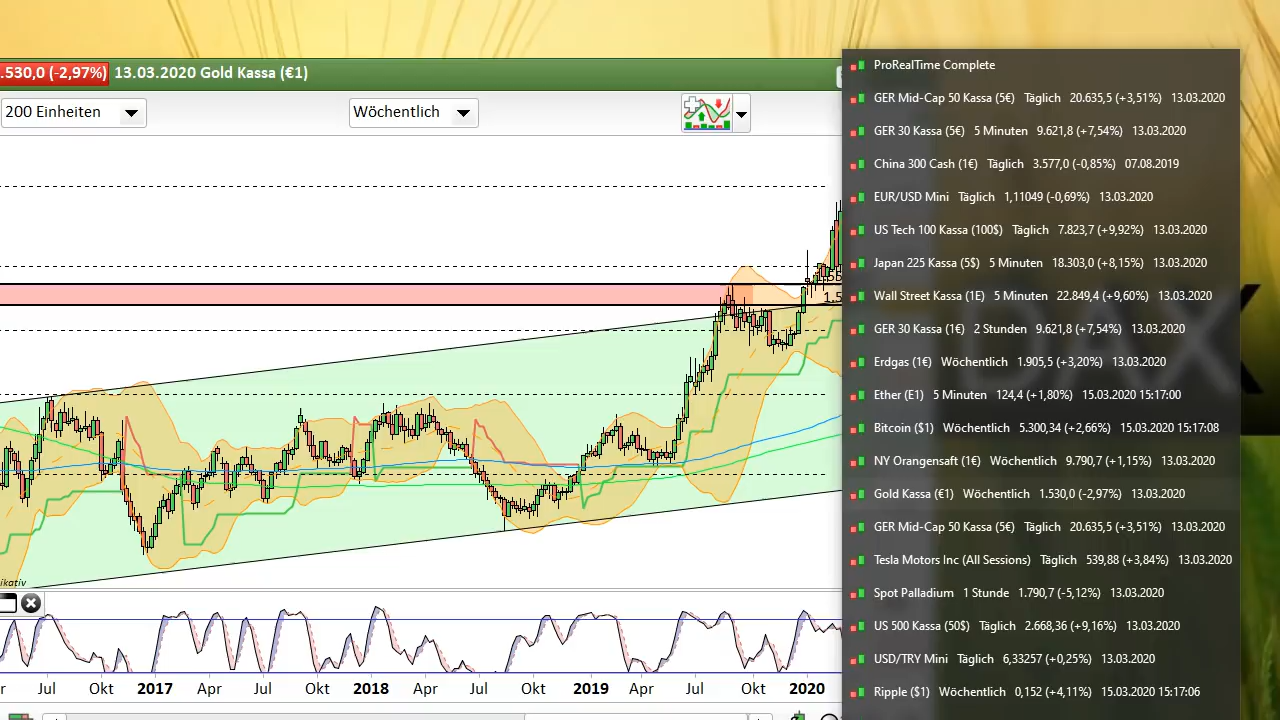 .530,0 (-2,97%) 13.03.2020 Gold Kassa (€1)
200 Einheiten
Wöchentlich
1.5
ikativ
Jul Okt 2017 Apr Jul Okt 2018 Apr Jul Okt 2019 Apr Jul Okt 2020
ProRealTime Complete
GER Mid-Cap 50 Kassa (5€) Täglich 20.635,5 (+3,51%) 13.03.2020
GER 30 Kassa (5€) 5 Minuten 9.621,8 (+7,54%) 13.03.2020
China 300 Cash (1€) Täglich 3.577,0 (-0,85%) 07.08.2019
EUR/USD Mini Täglich 1,11049 (-0,69%) 13.03.2020
US Tech 100 Kassa (100$) Täglich 7.823,7 (+9,92%) 13.03.2020
Japan 225 Kassa (5$) 5 Minuten 18.303,0 (+8,15%) 13.03.2020
Wall Street Kassa (1E) 5 Minuten 22.849,4 (+9,60%) 13.03.2020
GER 30 Kassa (1€) 2 Stunden 9.621,8 (+7,54%) 13.03.2020
Erdgas (1€) Wöchentlich 1.905,5 (+3,20%) 13.03.2020
Ether (E1) 5 Minuten 124,4 (+1,80%) 15.03.2020 15:17:00
Bitcoin ($1) Wöchentlich 5.300,34 (+2,66%) 15.03.2020 15:17:08
NY Orangensaft (1€) Wöchentlich 9.790,7 (+1,15%) 13.03.2020
Gold Kassa (€1) Wöchentlich 1.530,0 (-2,97%) 13.03.2020
GER Mid-Cap 50 Kassa (5€) Täglich 20.635,5 (+3,51%) 13.03.2020
Tesla Motors Inc (All Sessions) Täglich 539,88 (+3,84%) 13.03.2020
Spot Palladium 1 Stunde 1.790,7 (-5,12%) 13.03.2020
US 500 Kassa (50$) Täglich 2.668,36 (+9,16%) 13.03.2020
USD/TRY Mini Täglich 6,33257 (+0,25%) 13.03.2020
Ripple ($1) Wöchentlich 0,152 (+4,11%) 15.03.2020 15:17:06
DAX